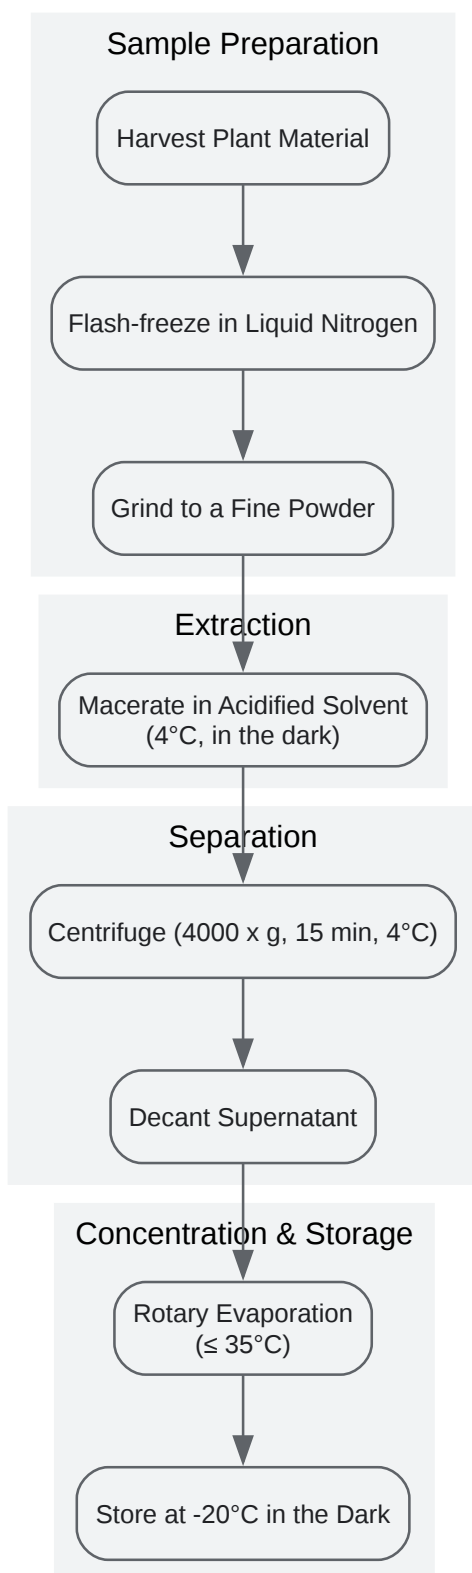 Sample Preparation
Harvest Plant Material
Flash-freeze in Liquid Nitrogen
Grind to a Fine Powder
Extraction
Macerate in Acidified Solvent
(4°C, in the dark)
Separation
Centrifuge (4000 x g, 15 min, 4°C)
Decant Supernatant
Concentration & Storage
Rotary Evaporation
(≤ 35°C)
Store at -20°C in the Dark